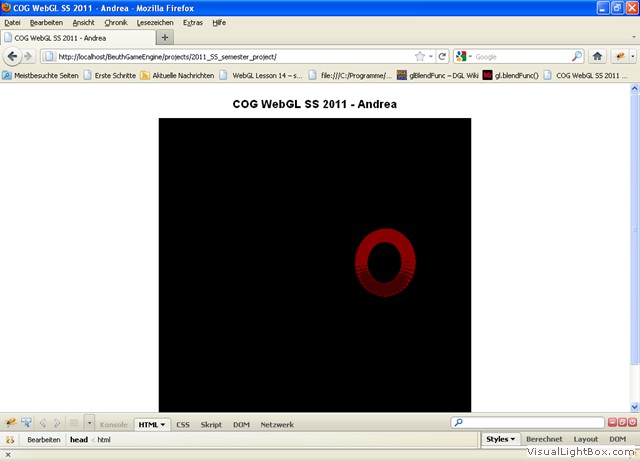 COG WebGL SS 2011 - Andrea - Mozilla Firefox
Datei Bearbeiten Ansicht Chronik Lesezeichen Extras Hilfe
COG WebGL SS 2011 - Andrea
http://localhost/BeuthGameEngine/projects/2011_SS_semester_project/
Google
Meistbesuchte Seiten Erste Schritte Aktuelle Nachrichten WebGL Lesson 14 – s... file:///C:/Programme/... glBlendFunc – DGL Wiki gl.blendFunc() COG WebGL SS 2011 ...
COG WebGL SS 2011 - Andrea
Konsole HTML CSS Skript DOM Netzwerk
Bearbeiten head < html
Styles Berechnet Layout DOM
VisualLightBox.com